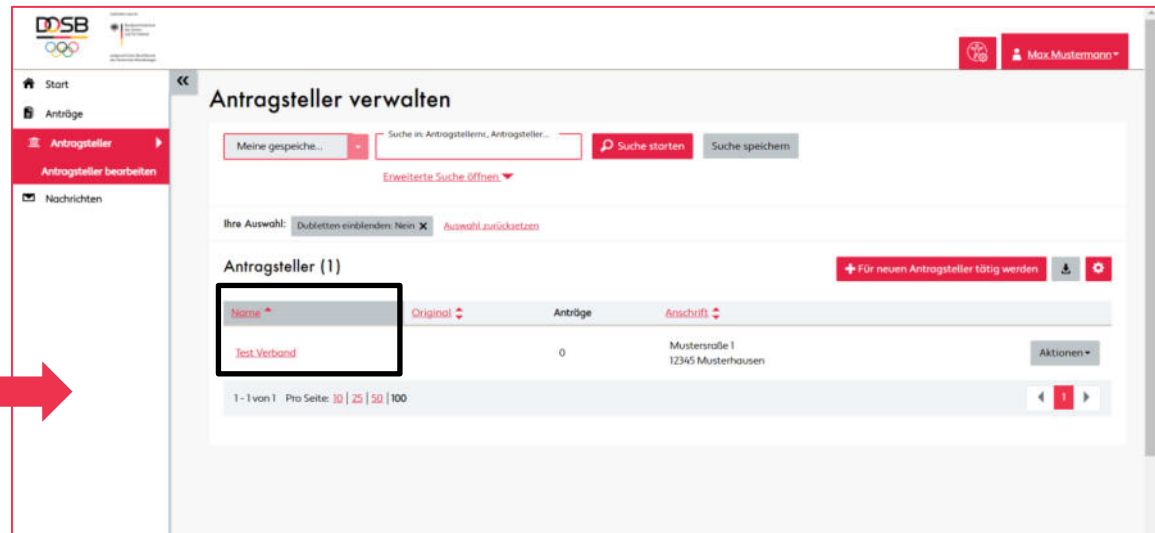 DOSB
Max Mustermann
Start
Anträge
Antragsteller
Antragsteller bearbeiten
Nachrichten
Antragsteller verwalten
Meine gespeiche...
Suche in: Antragstellernr., Antragsteller...
Suche starten
Suche speichern
Erweiterte Suche öffnen
Ihre Auswahl: Dubletten einblenden: Nein X Auswahl zurücksetzen
Antragsteller (1)
+ Für neuen Antragsteller tätig werden
Name Original Anträge Anschrift
Test Verband 0 Mustersraße 1
12345 Musterhausen
Aktionen
1 - 1 von 1 Pro Seite: 10 | 25 | 50 | 100
1